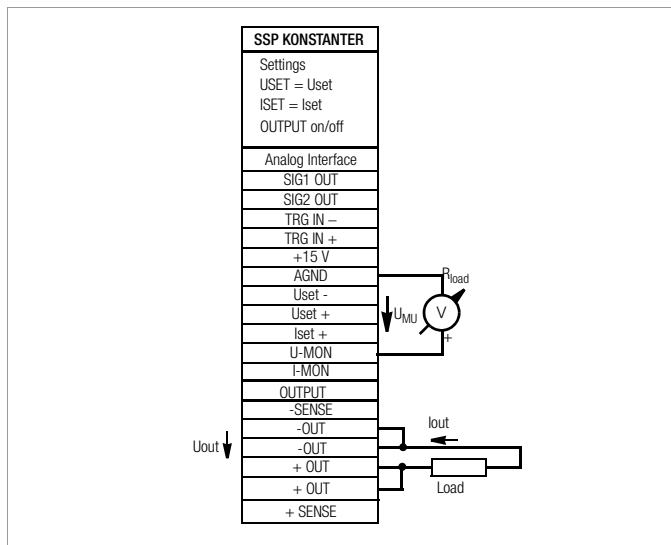 SSP KONSTANTER
Settings
USET = Uset
ISET = Iset
OUTPUT on/off
Analog Interface
SIG1 OUT
SIG2 OUT
TRG IN –
TRG IN +
+15 V
AGND
Uset -
Uset +
Iset +
U-MON
I-MON
Rload
V
UMU
+
OUTPUT
-SENSE
-OUT
-OUT
+ OUT
+ OUT
+ SENSE
Uout
Iout
Load